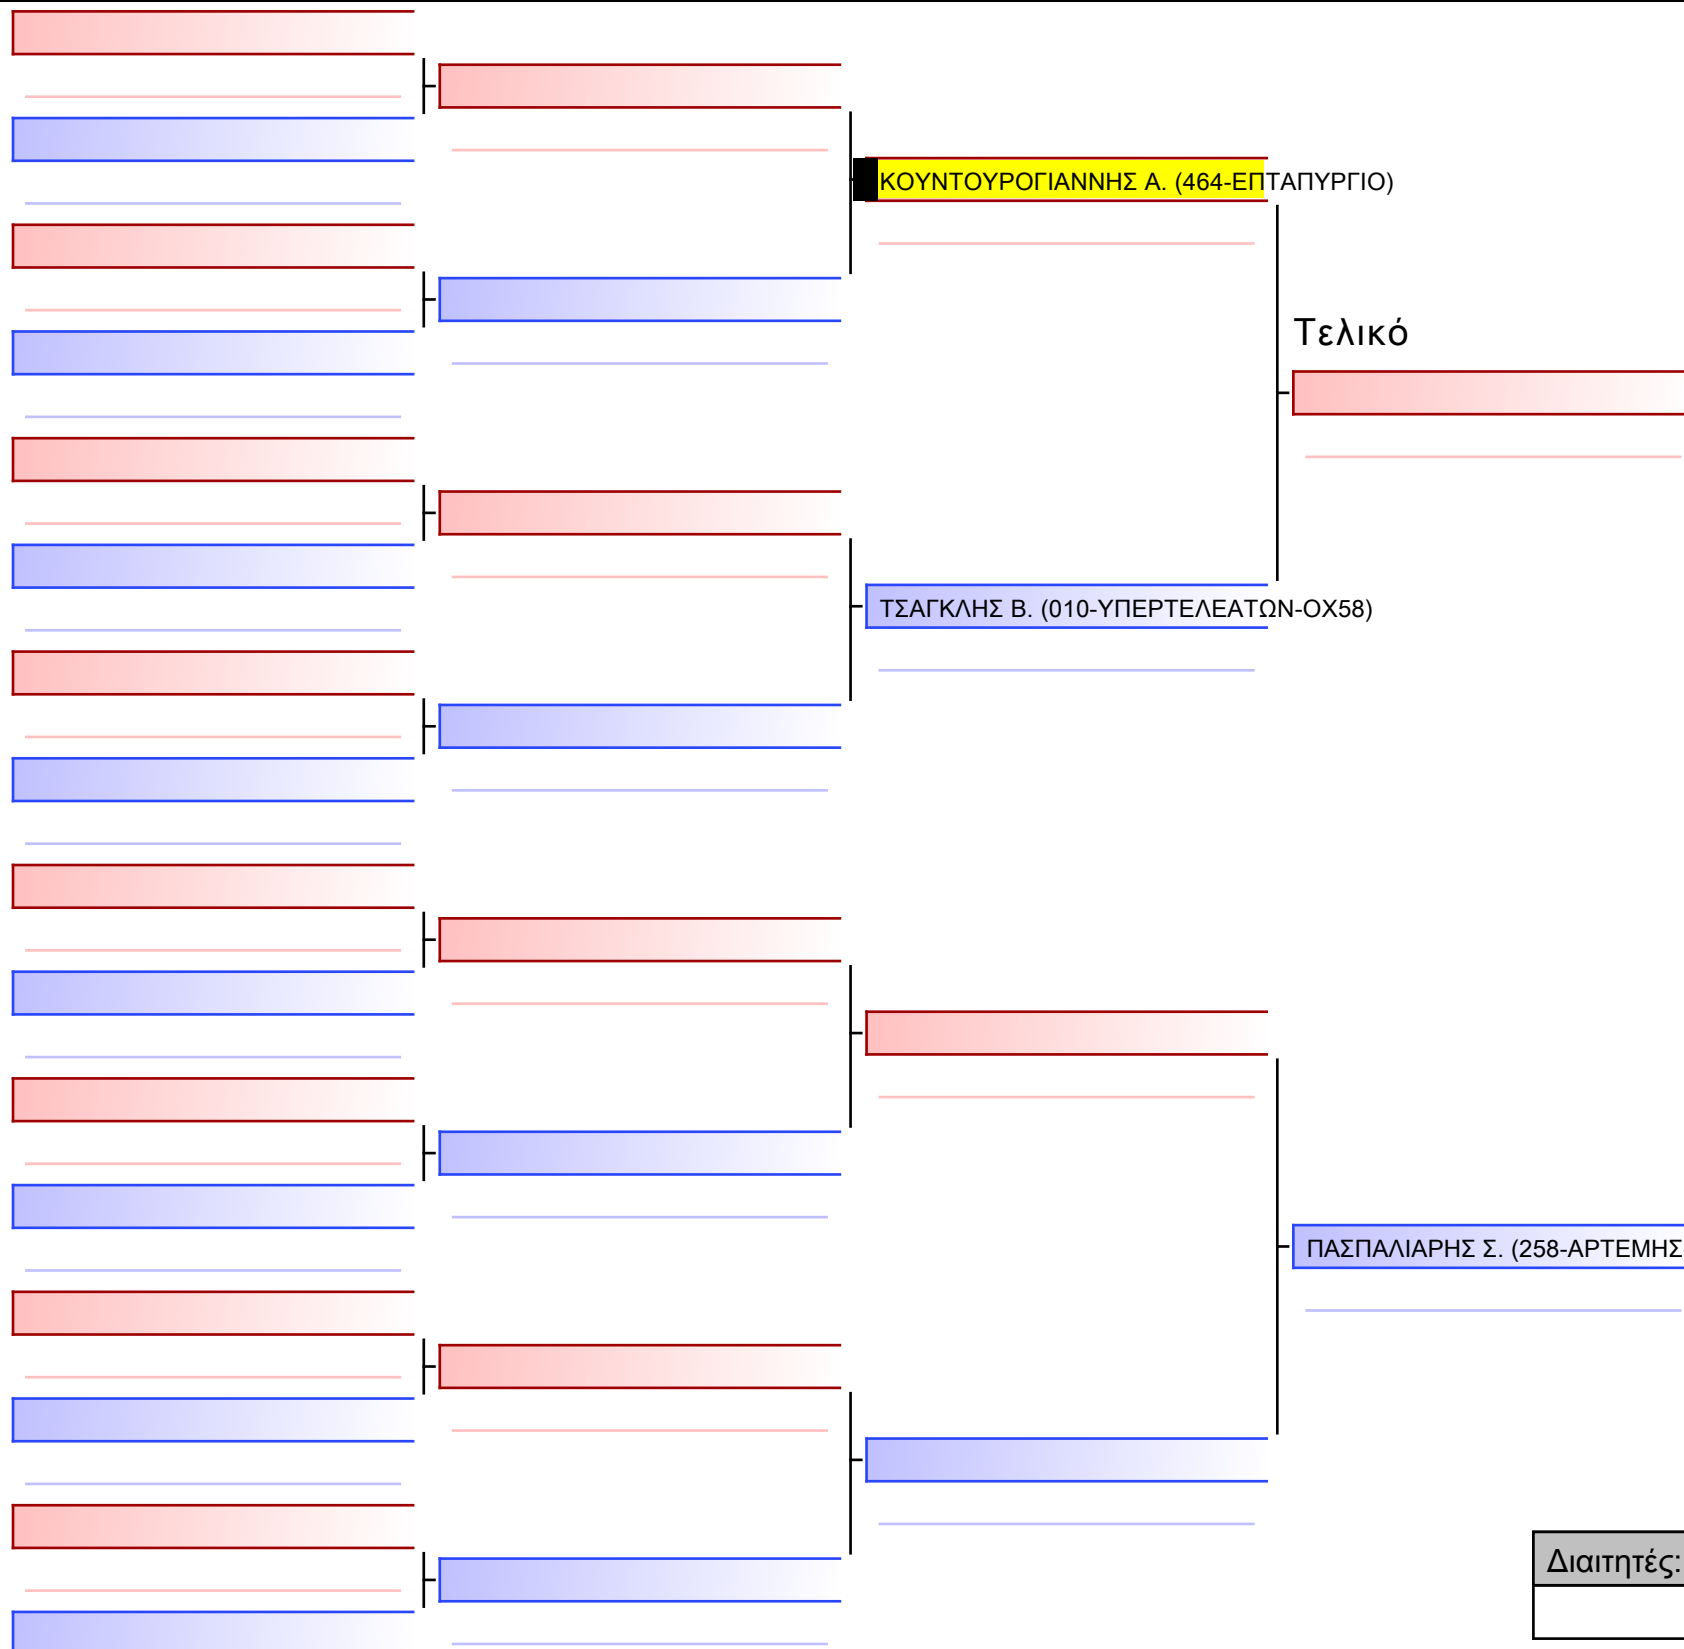 ΚΟΥΝΤΟΥΡΟΓΙΑΝΝΗΣ Α. (464-ΕΠΤΑΠΥΡΓΙΟ)
Τελικό
ΤΣΑΓΚΛΗΣ Β. (010-ΥΠΕΡΤΕΛΕΑΤΩΝ-ΟΧ58)
ΠΑΣΠΑΛΙΑΡΗΣ Σ. (258-ΑΡΤΕΜΗΣ
Διαιτητές: